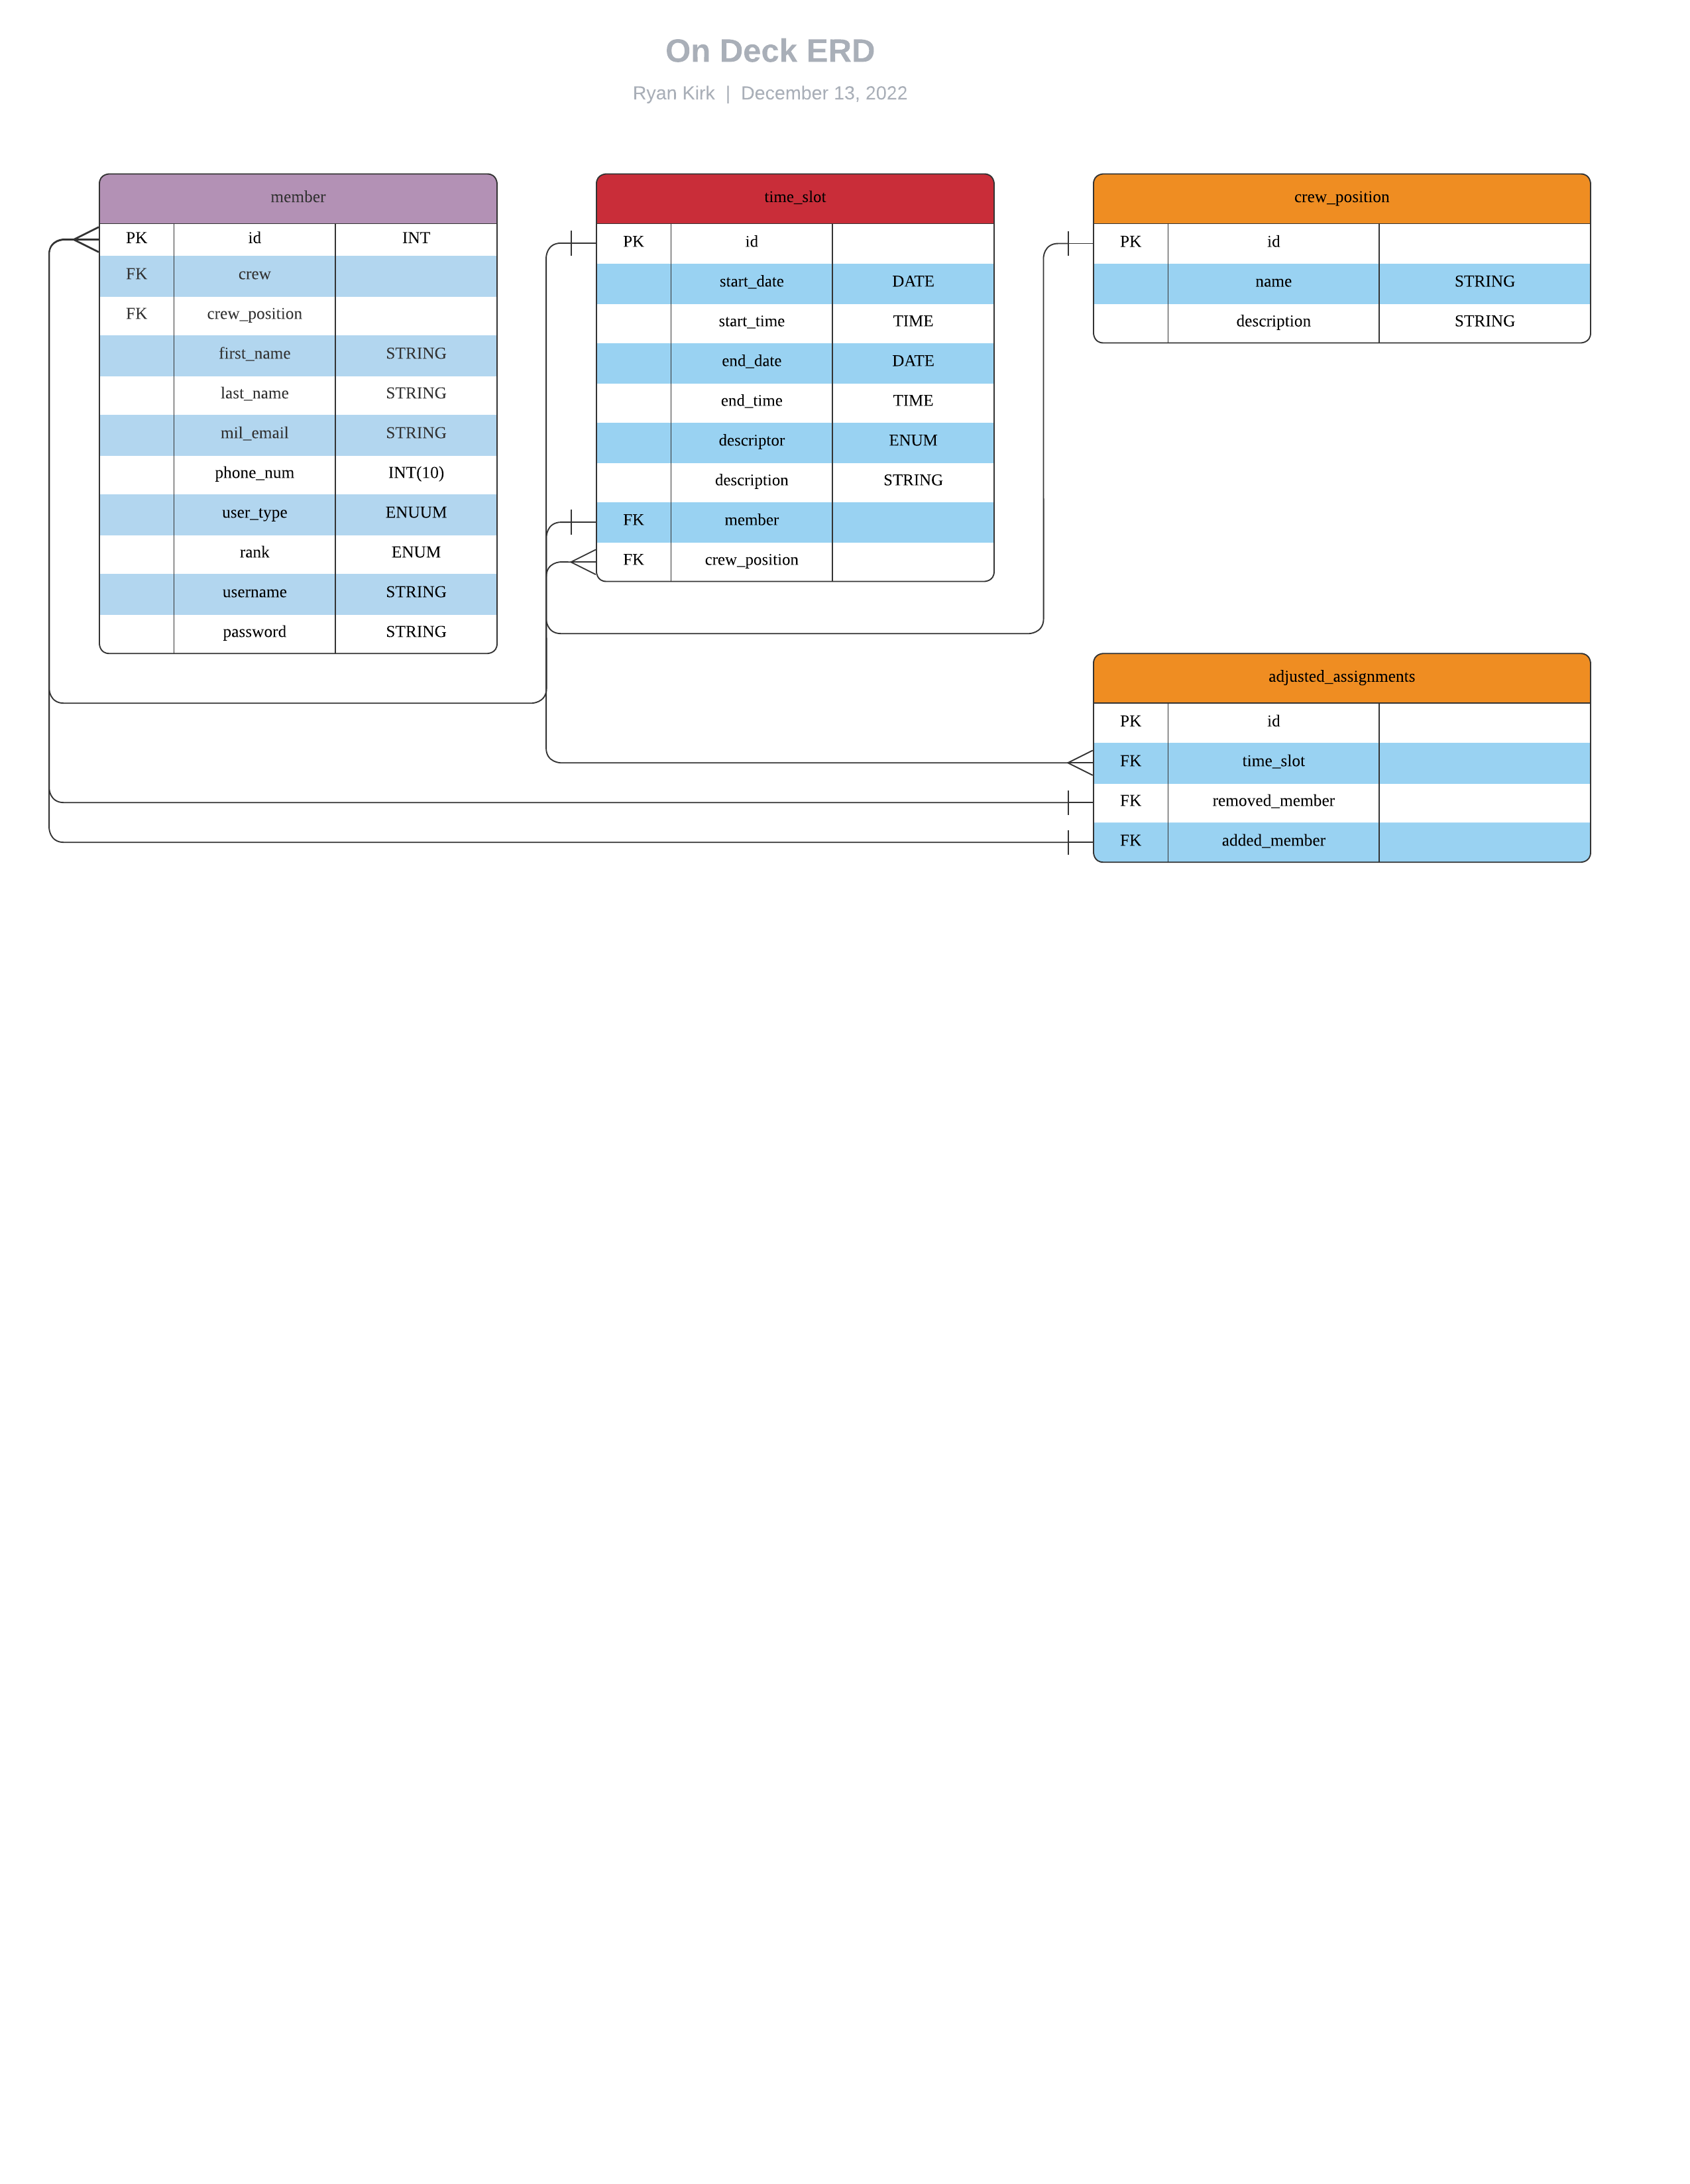 On Deck ERD
Ryan Kirk | December 13, 2022
member
PK id INT
FK crew
FK crew_position
first_name STRING
last_name STRING
mil_email STRING
phone_num INT(10)
user_type ENUUM
rank ENUM
username STRING
password STRING
time_slot
PK id
start_date DATE
start_time TIME
end_date DATE
end_time TIME
descriptor ENUM
description STRING
FK member
FK crew_position
crew_position
PK id
name STRING
description STRING
adjusted_assignments
PK id
FK time_slot
FK removed_member
FK added_member